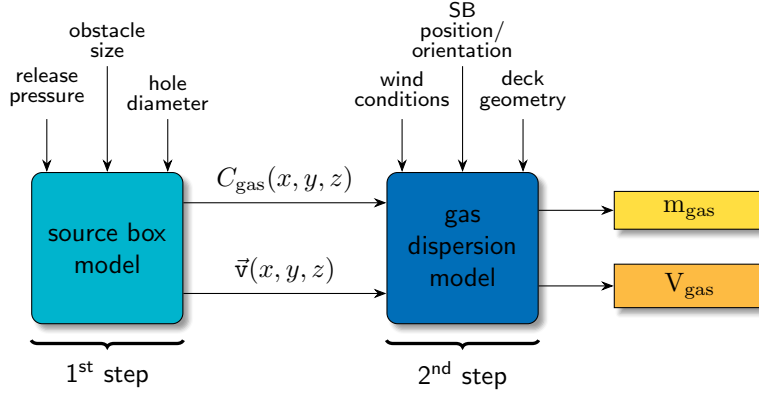 obstacle
size
release
pressure
hole
diameter
SB
position/
orientation
wind
conditions
deck
geometry
C_gas(x, y, z)
v⃗(x, y, z)
source box
model
gas
dispersion
model
m_gas
V_gas
1st step
2nd step